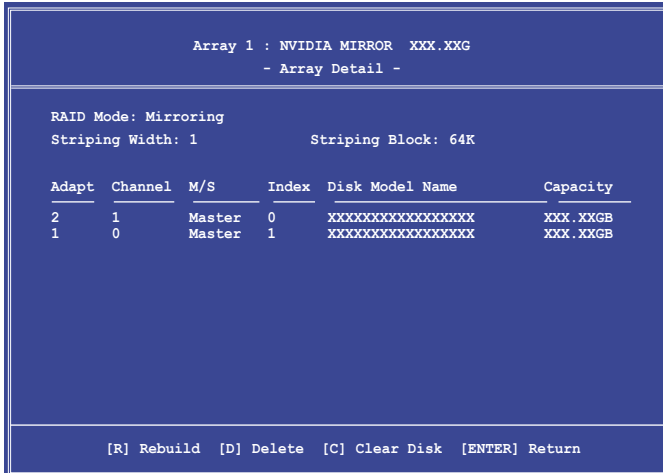 Array 1 : NVIDIA MIRROR XXX.XXG
- Array Detail -
RAID Mode: Mirroring
Striping Width: 1 Striping Block: 64K
Adapt Channel M/S Index Disk Model Name Capacity
2 1 Master 0 XXXXXXXXXXXXXXXXX XXX.XXGB
1 0 Master 1 XXXXXXXXXXXXXXXXX XXX.XXGB
[R] Rebuild [D] Delete [C] Clear Disk [ENTER] Return